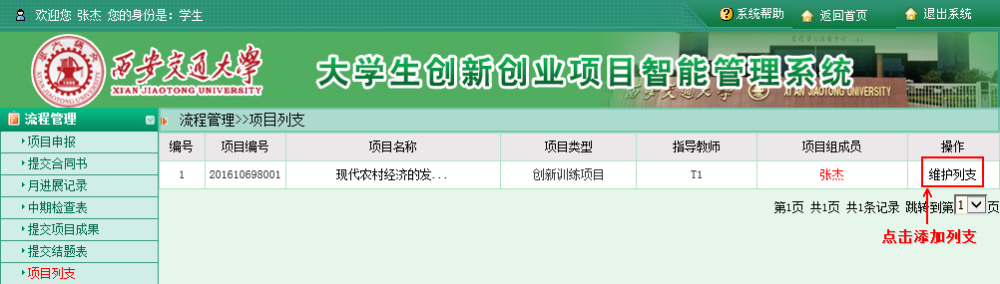 欢迎您 张杰 您的身份是：学生
系统帮助 返回首页 退出系统
西安交通大学
XI'AN JIAOTONG UNIVERSITY
大学生创新创业项目智能管理系统
西安交通大学 XI'AN JIAOTONG UNIVERSITY
流程管理
流程管理>>项目列支
项目申报
提交合同书
月进展记录
中期检查表
提交项目成果
提交结题表
项目列支
编号 项目编号 项目名称 项目类型 指导教师 项目组成员 操作
1 201610698001 现代农村经济的发... 创新训练项目 T1 张杰 维护列支
第1页 共1页 共1条记录 跳转到第1页
点击添加列支